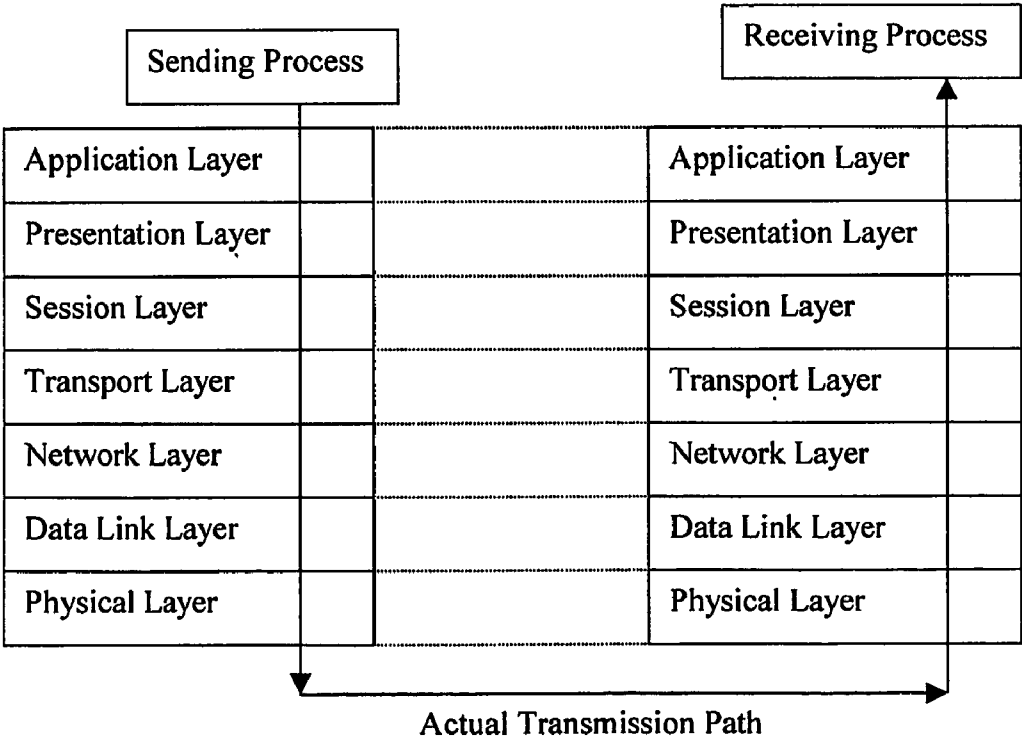 Sending Process
Receiving Process
Application Layer
Presentation Layer
Session Layer
Transport Layer
Network Layer
Data Link Layer
Physical Layer
Application Layer
Presentation Layer
Session Layer
Transport Layer
Network Layer
Data Link Layer
Physical Layer
Actual Transmission Path